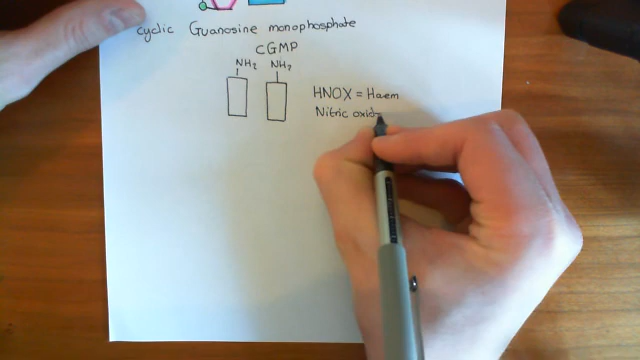 cyclic Guanosine monophosphate
cGMP
NH₂ NH₂
HNOX = Haem
Nitric oxid